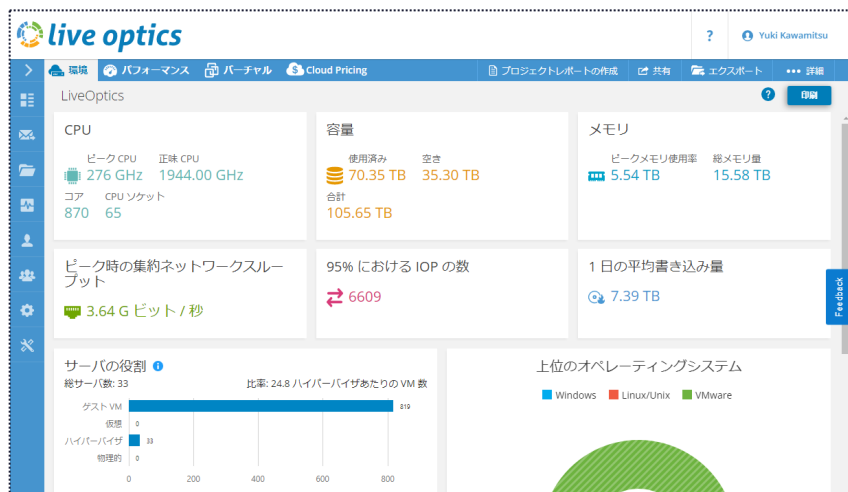 live optics
?
Yuki Kawamitsu
環境
パフォーマンス
バーチャル
Cloud Pricing
プロジェクトレポートの作成
共有
エクスポート
詳細
LiveOptics
?
印刷
CPU
ピーク CPU 正味 CPU
276 GHz 1944.00 GHz
コア CPU ソケット
870 65
容量
使用済み 空き
70.35 TB 35.30 TB
合計
105.65 TB
メモリ
ピークメモリ使用率 総メモリ量
5.54 TB 15.58 TB
ピーク時の集約ネットワークスルー
プット
3.64 G ビット / 秒
95% における IOP の数
6609
1 日の平均書き込み量
7.39 TB
Feedback
サーバの役割
総サーバ数: 33 比率: 24.8 ハイパーバイザあたりの VM 数
ゲスト VM 819
仮想 0
ハイパーバイザ 33
物理的 0
0 200 400 600 800
上位のオペレーティングシステム
Windows Linux/Unix VMware